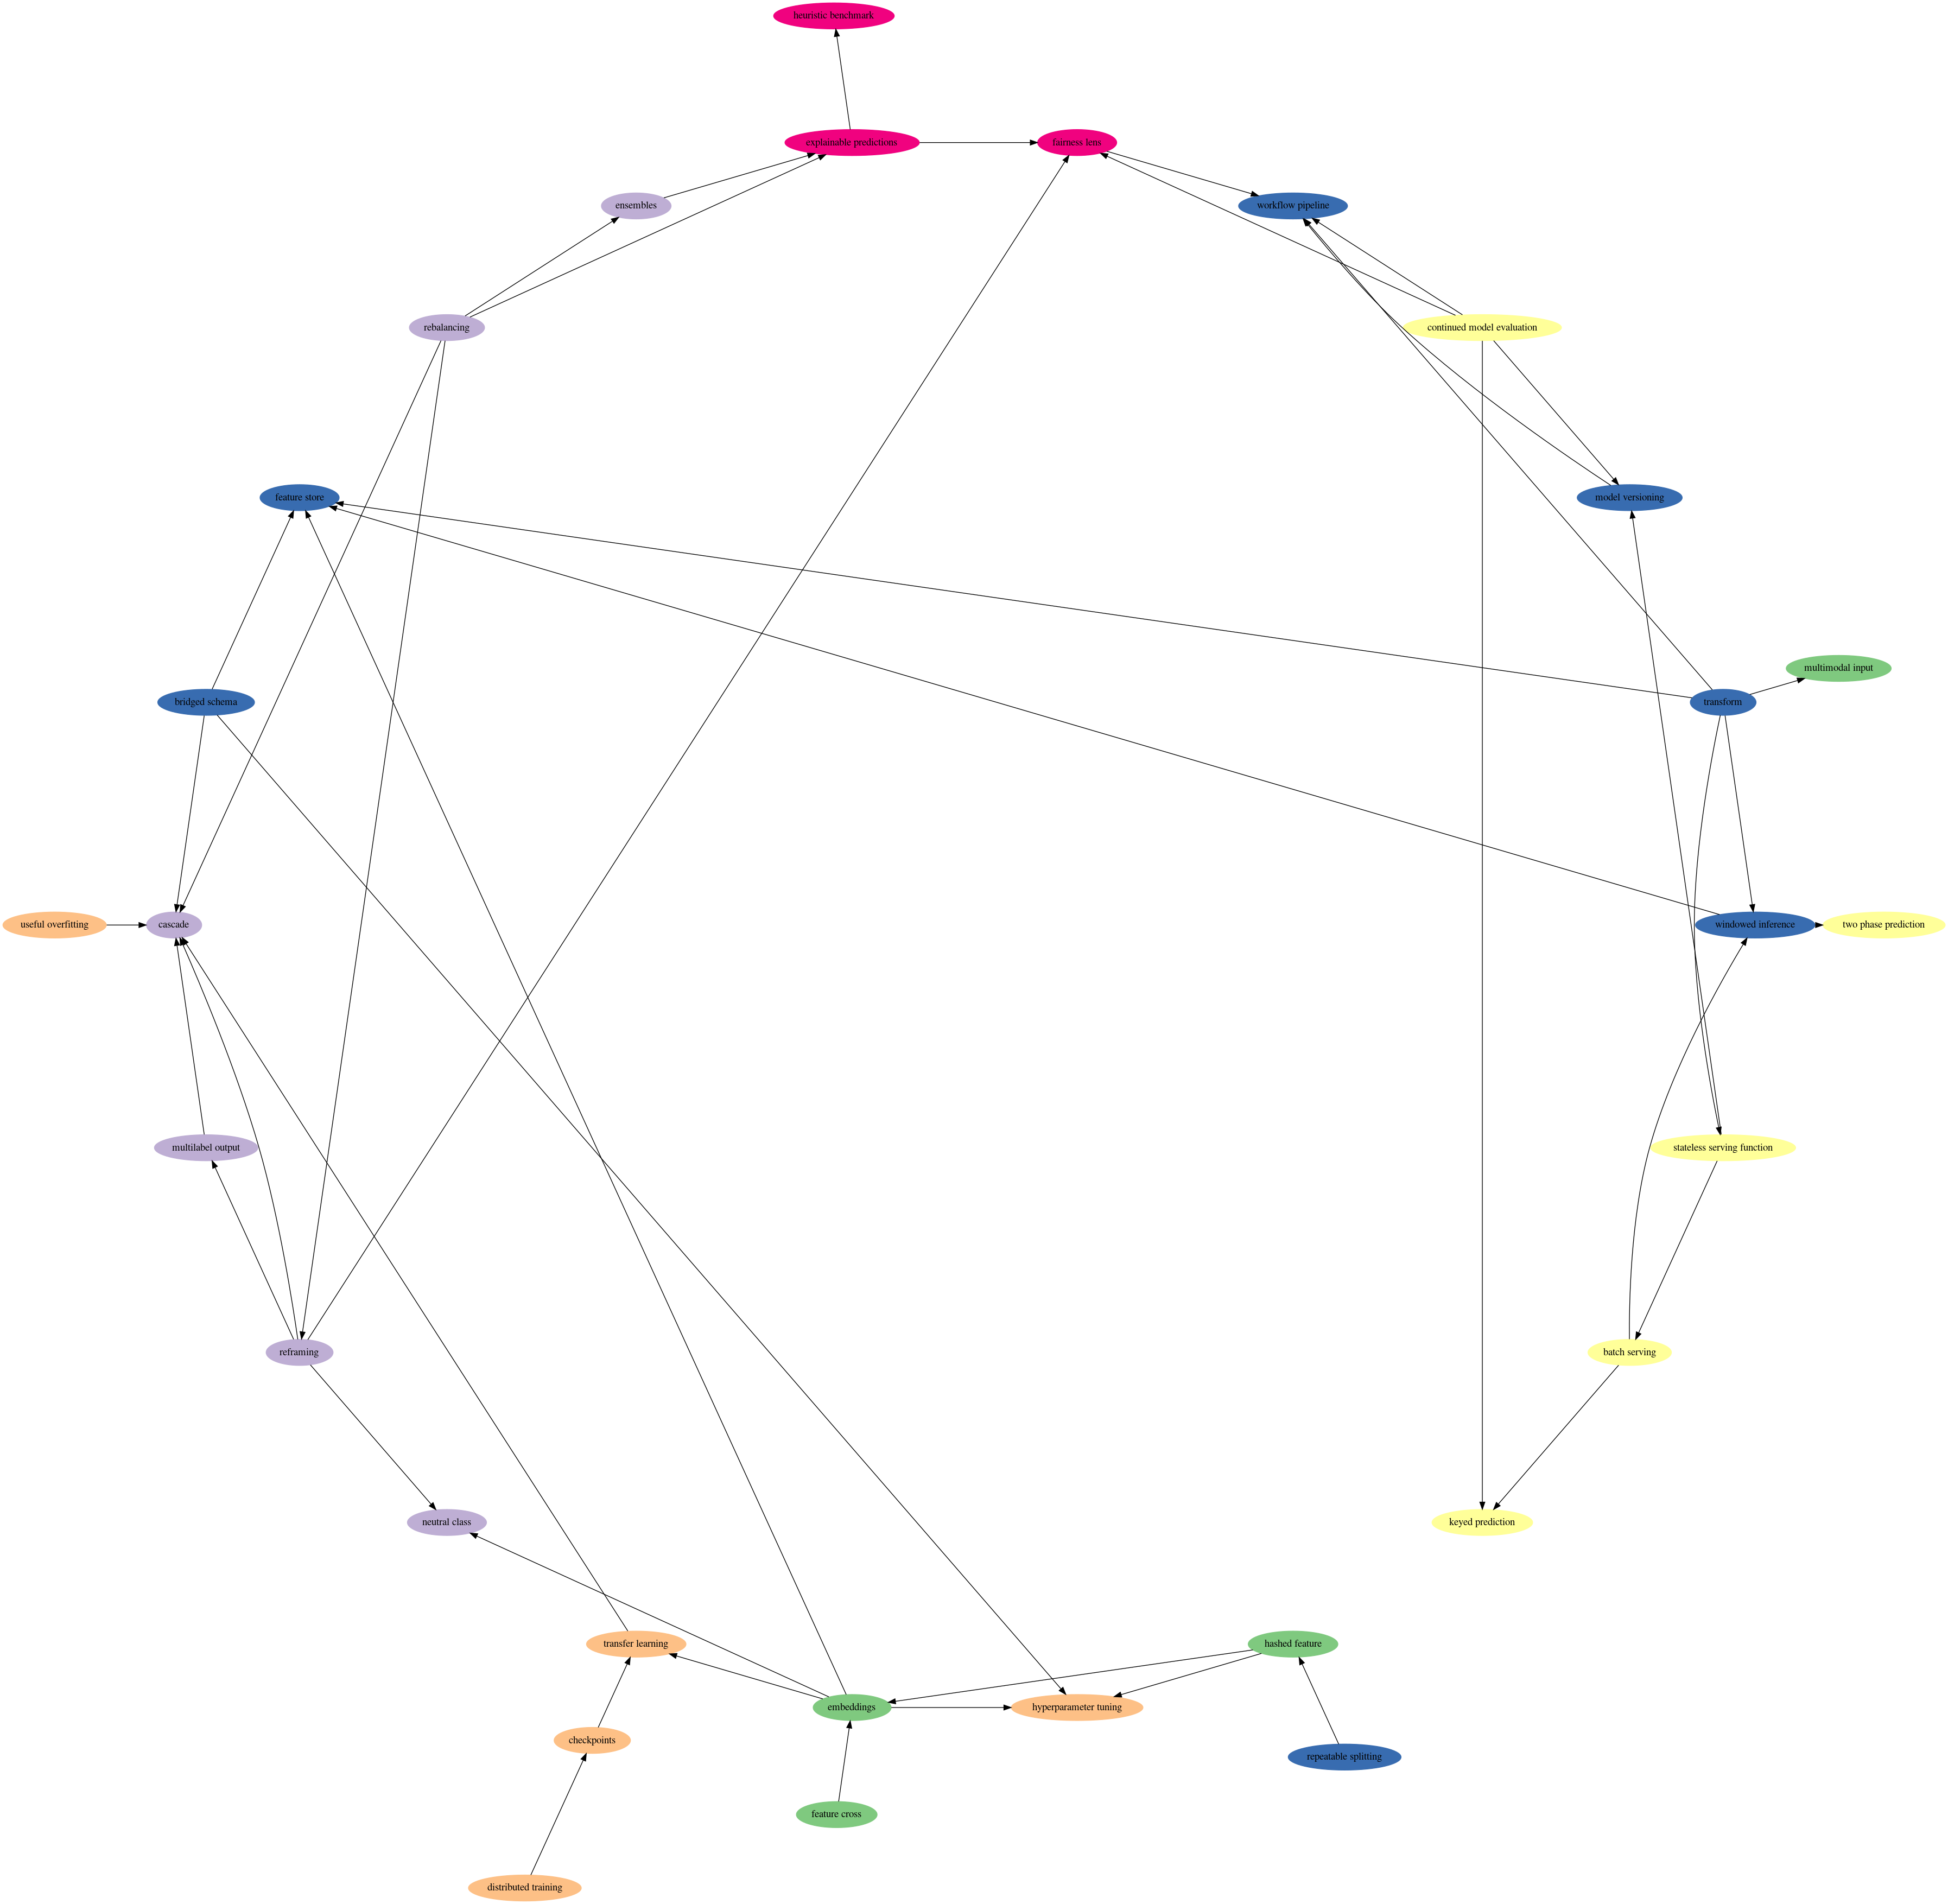 heuristic benchmark
explainable predictions
fairness lens
ensembles
workflow pipeline
rebalancing
continued model evaluation
feature store
model versioning
multimodal input
bridged schema
transform
useful overfitting
cascade
windowed inference
two phase prediction
multilabel output
stateless serving function
reframing
batch serving
neutral class
keyed prediction
transfer learning
hashed feature
embeddings
hyperparameter tuning
checkpoints
repeatable splitting
feature cross
distributed training